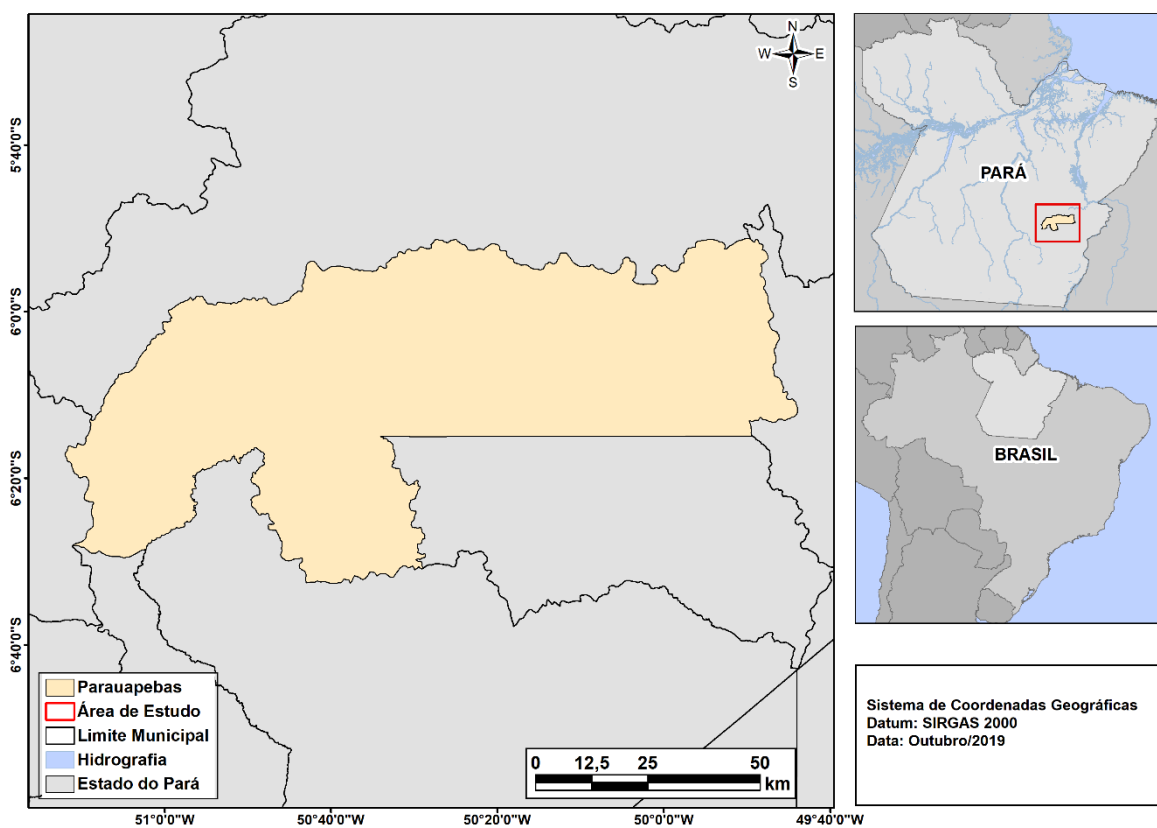 N
W E
S
5°40'0"S
6°0'0"S
6°20'0"S
6°40'0"S
Parauapebas
Área de Estudo
Limite Municipal
Hidrografia
Estado do Pará
0 12,5 25 50
km
51°0'0"W 50°40'0"W 50°20'0"W 50°0'0"W 49°40'0"W
PARÁ
BRASIL
Sistema de Coordenadas Geográficas
Datum: SIRGAS 2000
Data: Outubro/2019